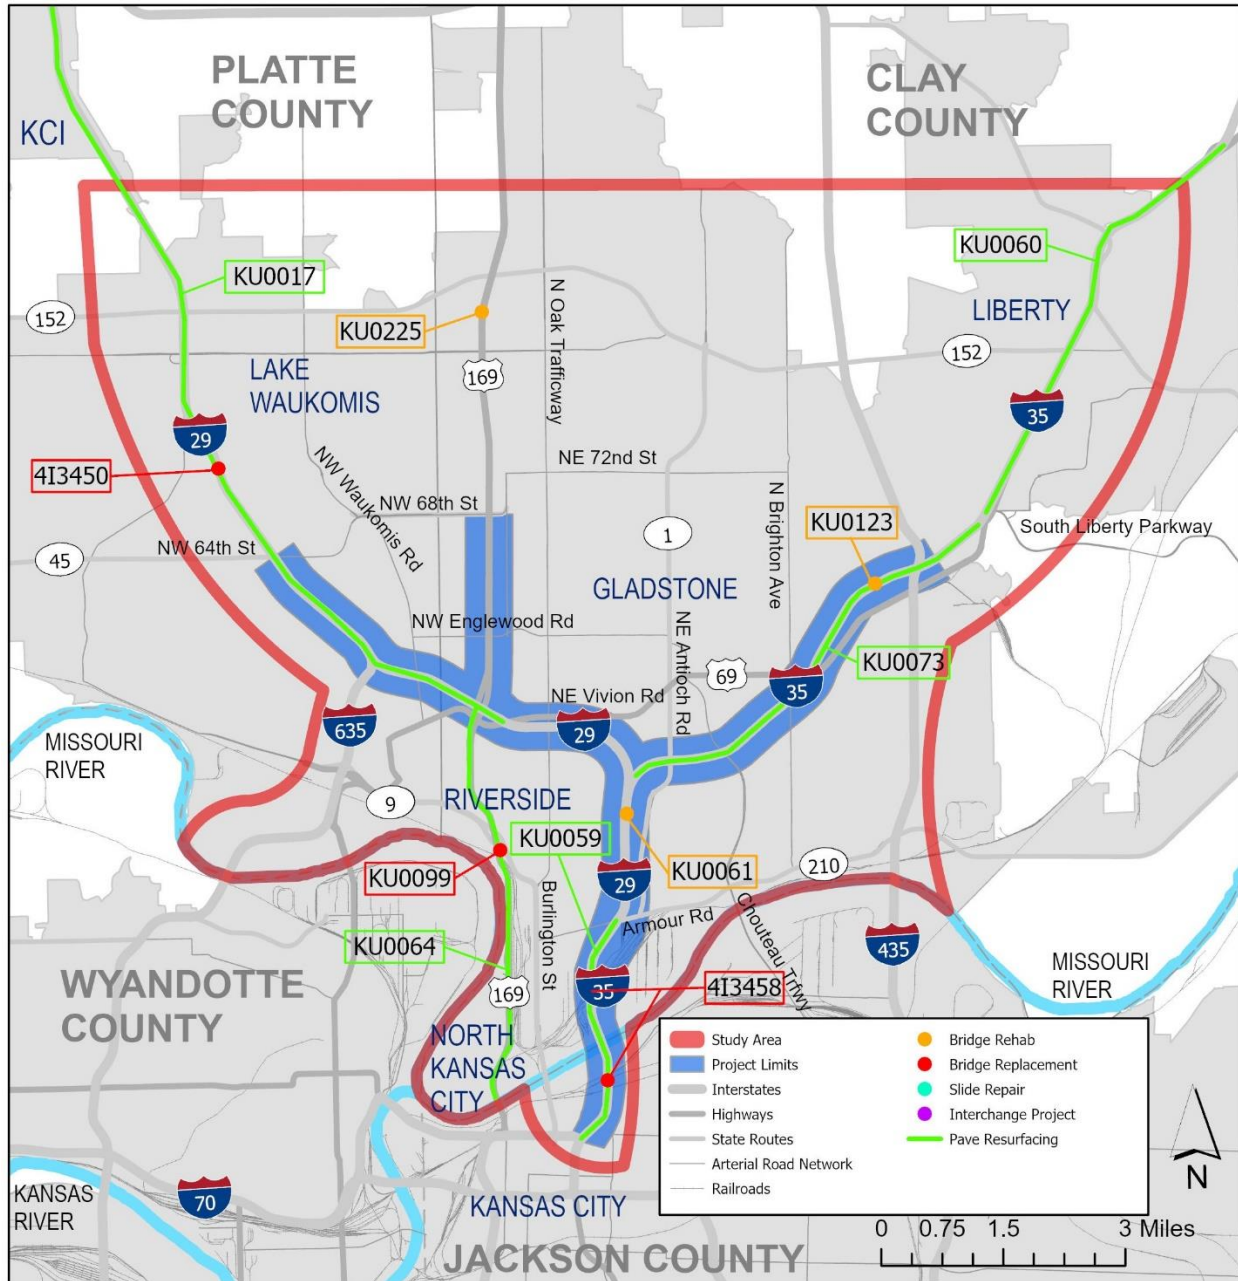 PLATTE
COUNTY
CLAY
COUNTY
KCI
KU0017
KU0060
KU0225
N Oak Trafficway
LIBERTY
152
152
LAKE
WAUKOMIS
169
29
35
4I3450
NW Waukomis Rd
NE 72nd St
NW 68th St
N Brighton Ave
KU0123
South Liberty Parkway
1
45
NW 64th St
GLADSTONE
NW Englewood Rd
NE Antioch Rd
KU0073
69
35
NE Vivion Rd
29
635
MISSOURI
RIVER
9
RIVERSIDE
KU0059
KU0061
210
KU0099
29
Burlington St
Armour Rd
Chouteau Trfwy
KU0064
435
WYANDOTTE
COUNTY
169
35
4I3458
MISSOURI
RIVER
NORTH
KANSAS
CITY
Study Area
Project Limits
Interstates
Highways
State Routes
Arterial Road Network
Railroads
Bridge Rehab
Bridge Replacement
Slide Repair
Interchange Project
Pave Resurfacing
N
KANSAS
RIVER
70
KANSAS CITY
JACKSON COUNTY
0 0.75 1.5 3 Miles